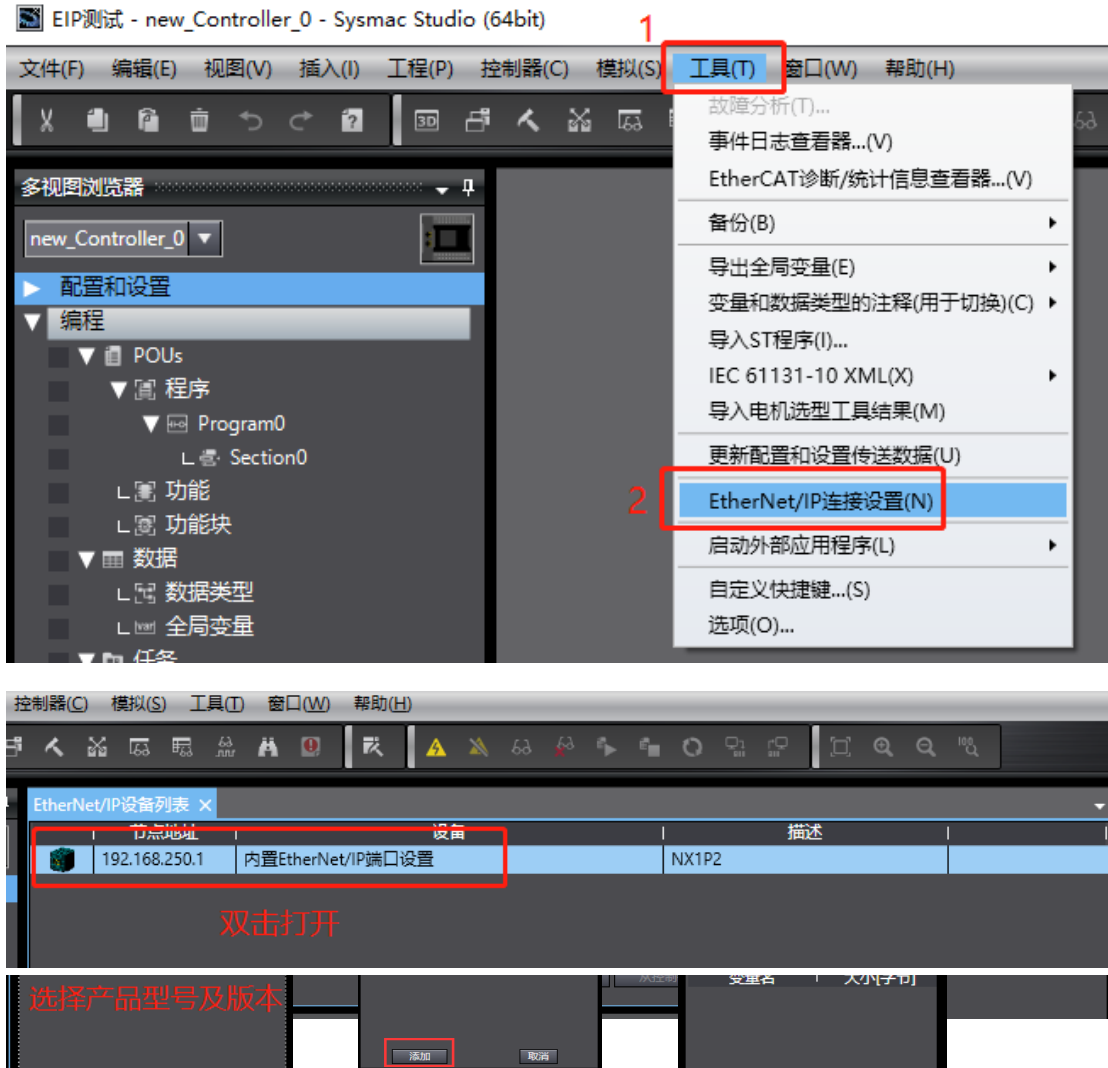 EIP测试 - new_Controller_0 - Sysmac Studio (64bit)
1
文件(F) 编辑(E) 视图(V) 插入(I) 工程(P) 控制器(C) 模拟(S) 工具(T) 窗口(W) 帮助(H)
故障分析(T)...
事件日志查看器...(V)
EtherCAT诊断/统计信息查看器...(V)
备份(B)
导出全局变量(E)
变量和数据类型的注释(用于切换)(C)
导入ST程序(I)...
IEC 61131-10 XML(X)
导入电机选型工具结果(M)
更新配置和设置传送数据(U)
2
EtherNet/IP连接设置(N)
启动外部应用程序(L)
自定义快捷键...(S)
选项(O)...
多视图浏览器
new_Controller_0
配置和设置
编程
POUs
程序
Program0
Section0
功能
功能块
数据
数据类型
全局变量
任务
控制器(C) 模拟(S) 工具(T) 窗口(W) 帮助(H)
EtherNet/IP设备列表
节点地址 设备 描述
192.168.250.1 内置EtherNet/IP端口设置 NX1P2
双击打开
选择产品型号及版本
变量名 大小[字节]
添加 取消